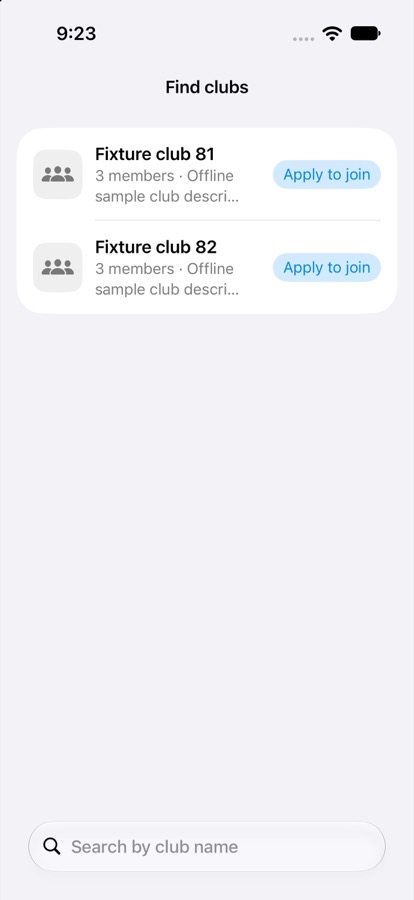 9:23
Find clubs
Fixture club 81
3 members · Offline
sample club descri...
Apply to join
Fixture club 82
3 members · Offline
sample club descri...
Apply to join
Search by club name